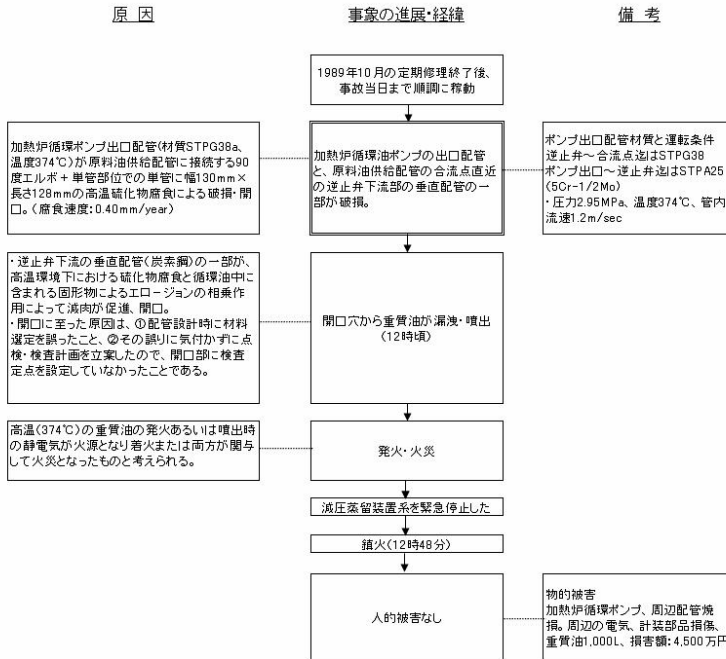 原 因
事象の進展・経緯
備 考
1989年10月の定期修理終了後、
事故当日まで順調に稼動
加熱炉循環ポンプ出口配管(材質STPG38a、
温度374℃)が原料油供給配管に接続する90
度エルボ+単管部位での単管に幅130mm×
長さ128mmの高温硫化物腐食による破損・開
口。(腐食速度:0.40mm/year)
加熱炉循環油ポンプの出口配管
と、原料油供給配管の合流点直近
の逆止弁下流部の垂直配管の一
部が破損。
ポンプ出口配管材質と運転条件
逆止弁～合流点迄はSTPG38
ポンプ出口～逆止弁迄はSTPA25
(5Cr-1/2Mo)
・圧力2.95MPa、温度374℃、管内
流速1.2m/sec
・逆止弁下流の垂直配管(炭素鋼)の一部が、
高温環境下における硫化物腐食と循環油中に
含まれる固形物によるエロージョンの相乗作
用によって減肉が促進、開口。
・開口に至った原因は、①配管設計時に材料
選定を誤ったこと、②その誤りに気付かずに点
検・検査計画を立案したので、開口部に検査
定点を設定していなかったことである。
開口穴から重質油が漏洩・噴出
(12時頃)
高温(374℃)の重質油の発火あるいは噴出時
の静電気が火源となり着火または両方が関与
して火災となったものと考えられる。
発火・火災
減圧蒸留装置系を緊急停止した
鎮火(12時48分)
人的被害なし
物的被害
加熱炉循環ポンプ、周辺配管焼
損。周辺の電気、計装部品損傷、
重質油1,000L、損害額:4,500万円